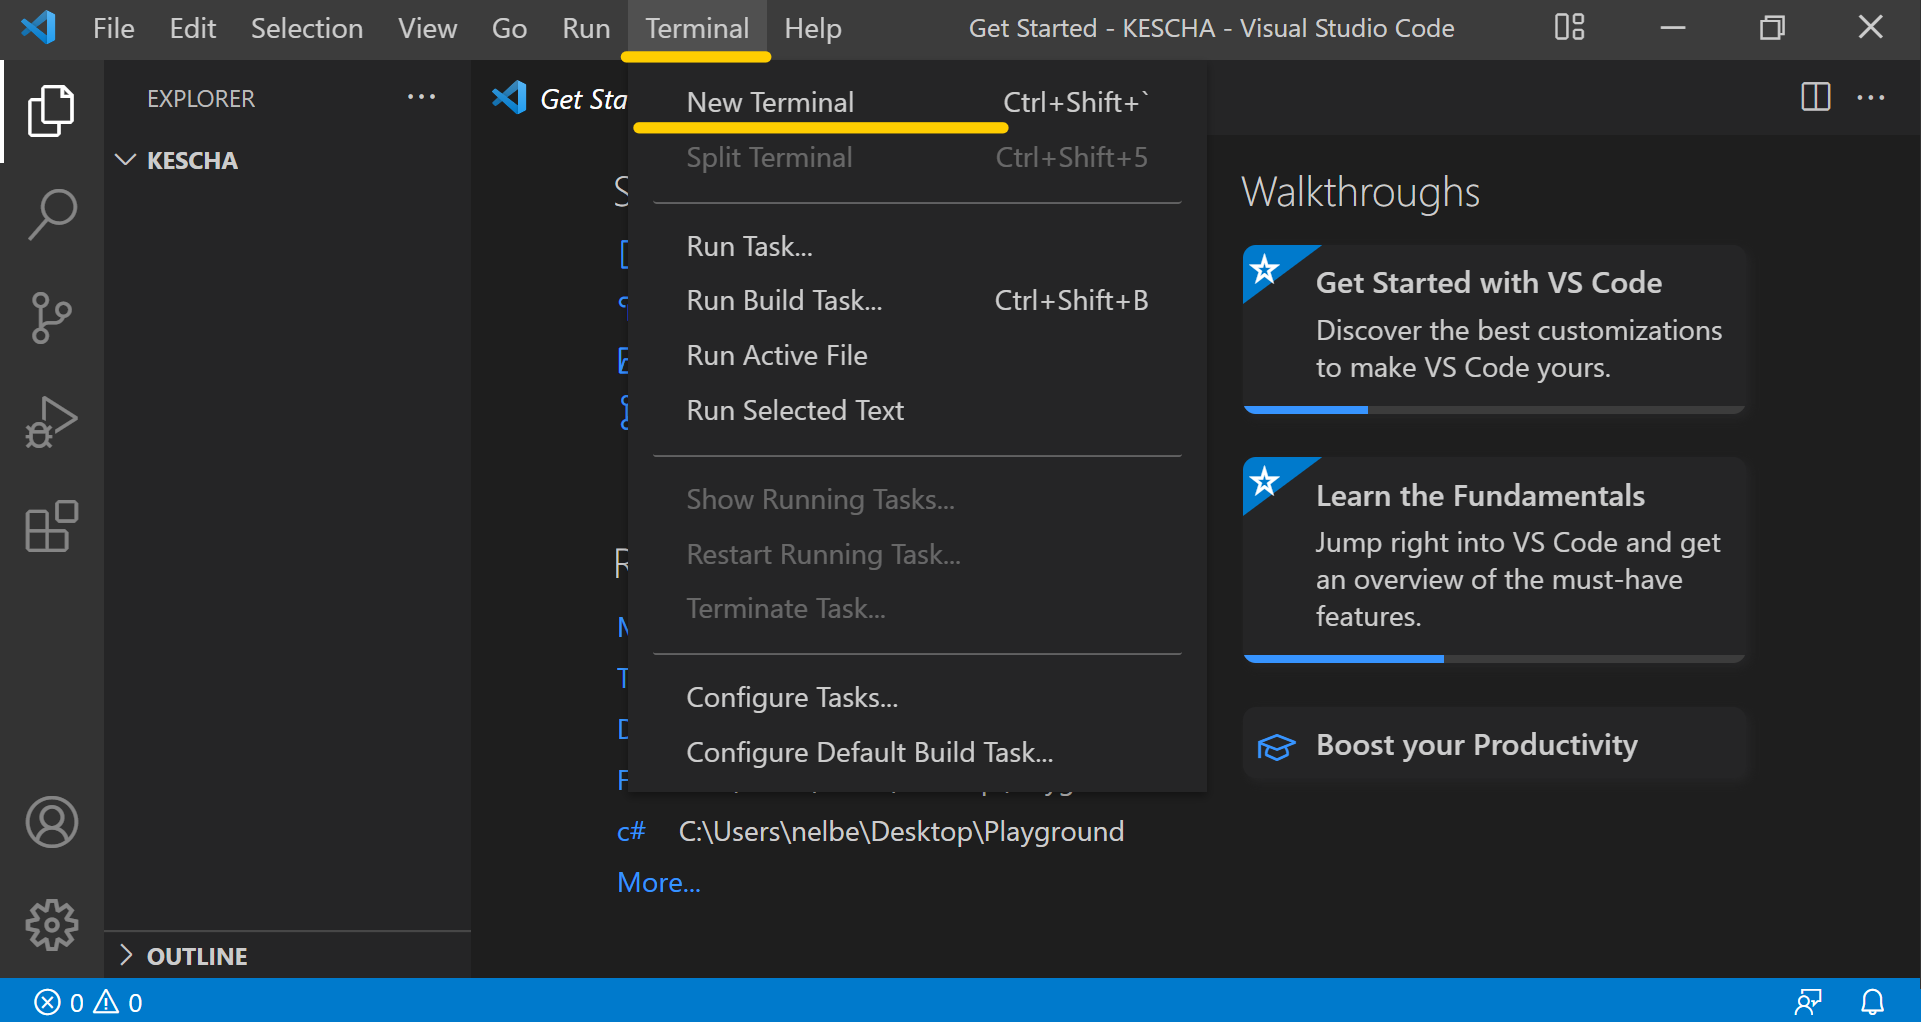 File Edit Selection View Go Run Terminal Help
Get Started - KESCHA - Visual Studio Code
EXPLORER
KESCHA
OUTLINE
Get Sta
New Terminal Ctrl+Shift+`
Split Terminal Ctrl+Shift+5
Run Task...
Run Build Task... Ctrl+Shift+B
Run Active File
Run Selected Text
Show Running Tasks...
Restart Running Task...
Terminate Task...
Configure Tasks...
Configure Default Build Task...
c# C:\Users\nelbe\Desktop\Playground
More...
Walkthroughs
Get Started with VS Code
Discover the best customizations
to make VS Code yours.
Learn the Fundamentals
Jump right into VS Code and get
an overview of the must-have
features.
Boost your Productivity
0 0